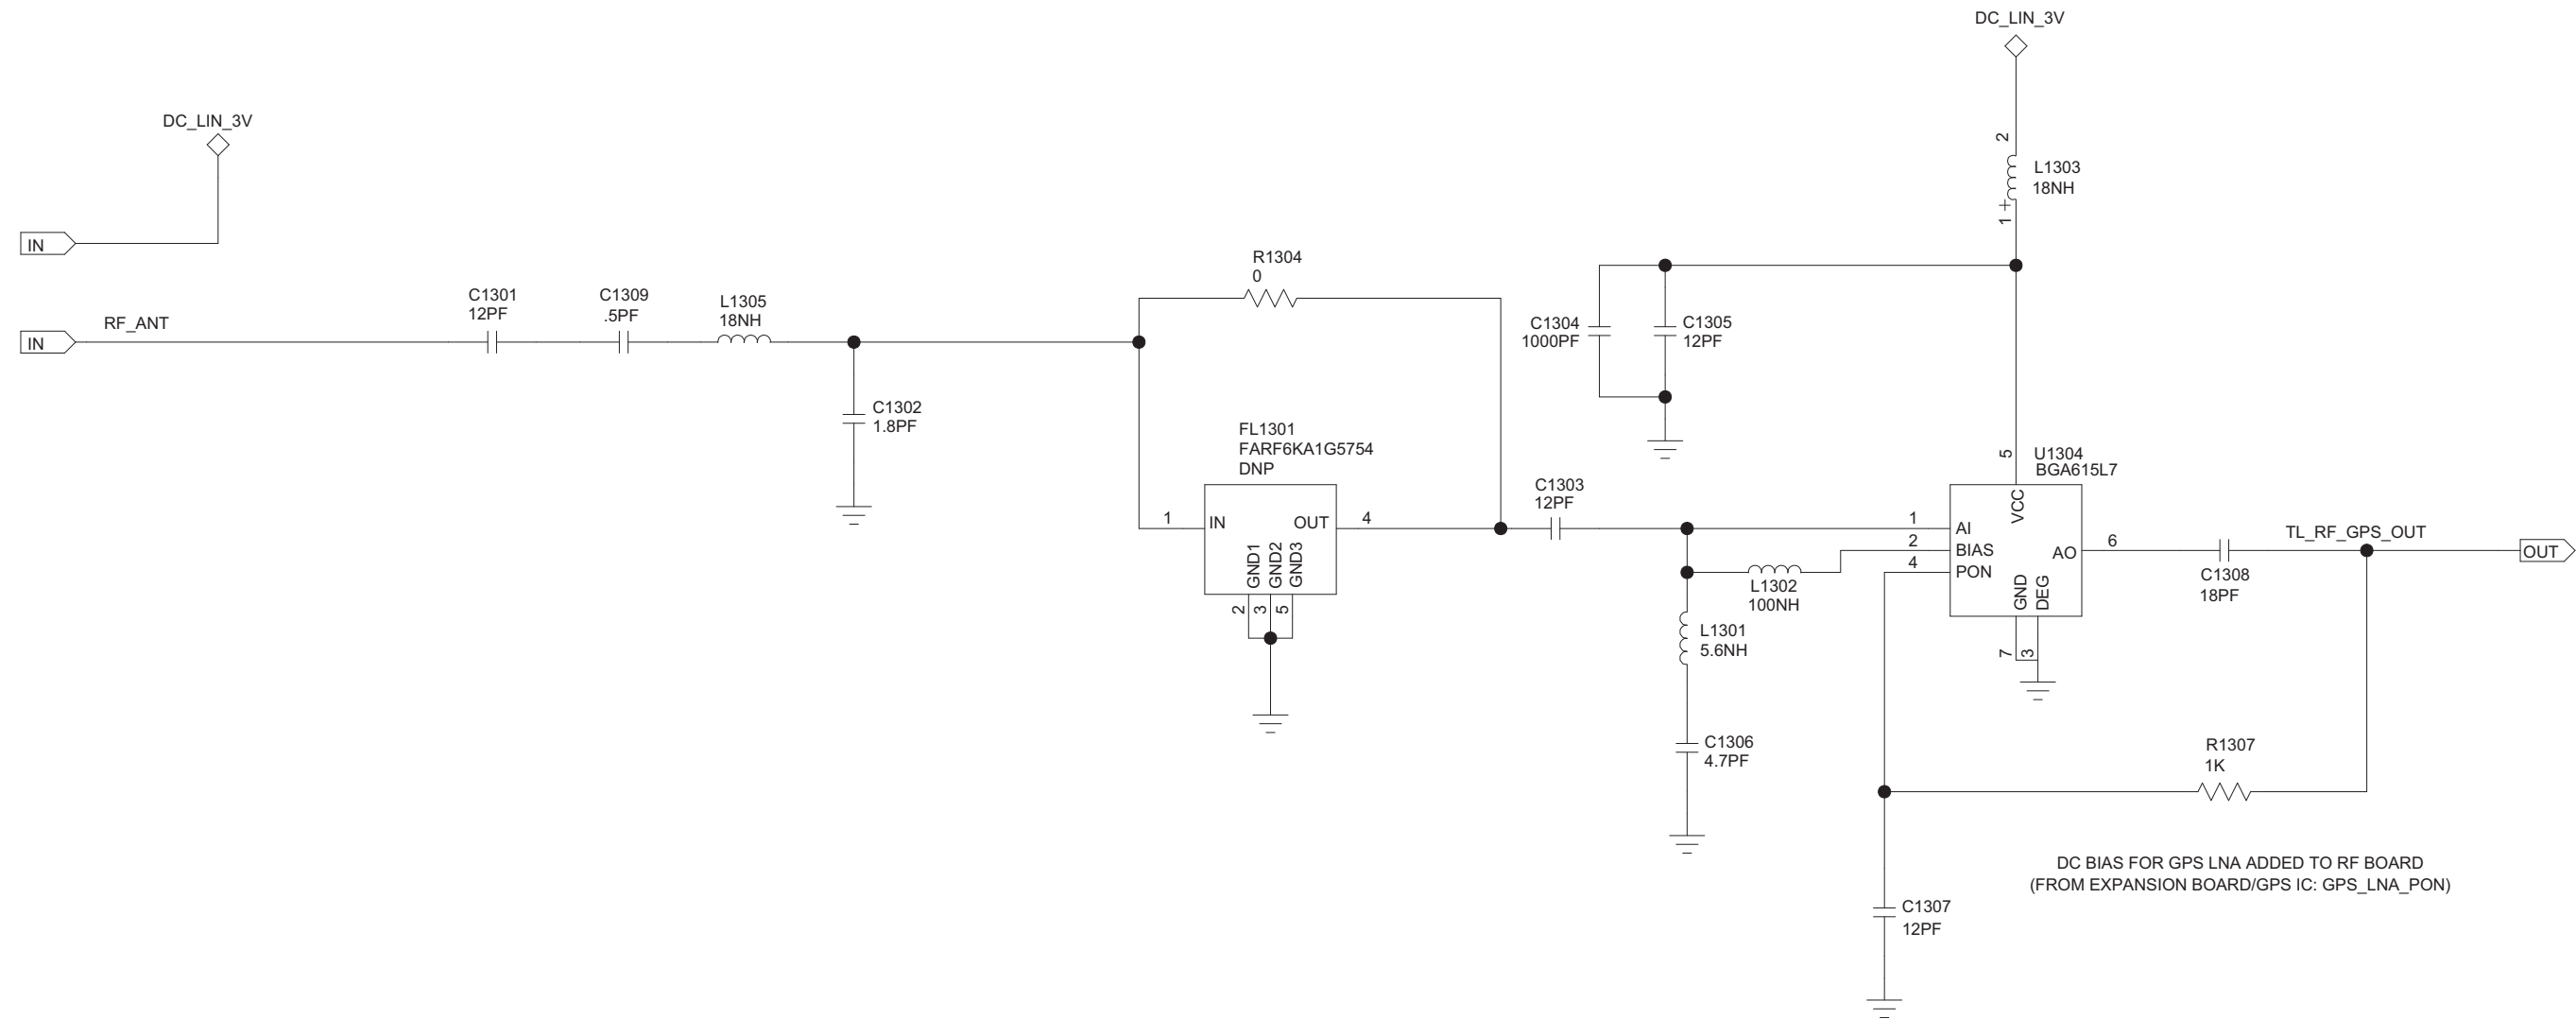 DC_LIN_3V
DC_LIN_3V
2
L1303
18NH
1 +
IN
R1304
0
C1301
12PF
C1309
.5PF
L1305
18NH
RF_ANT
IN
C1304
1000PF
C1305
12PF
C1302
1.8PF
FL1301
FARF6KA1G5754
DNP
5
U1304
BGA615L7
C1303
12PF
1
IN
OUT
4
GND1
GND2
GND3
2
3
5
VCC
1
AI
2
BIAS
4
PON
AO
6
GND
DEG
7
3
TL_RF_GPS_OUT
OUT
C1308
18PF
L1302
100NH
L1301
5.6NH
C1306
4.7PF
R1307
1K
DC BIAS FOR GPS LNA ADDED TO RF BOARD
(FROM EXPANSION BOARD/GPS IC: GPS_LNA_PON)
C1307
12PF